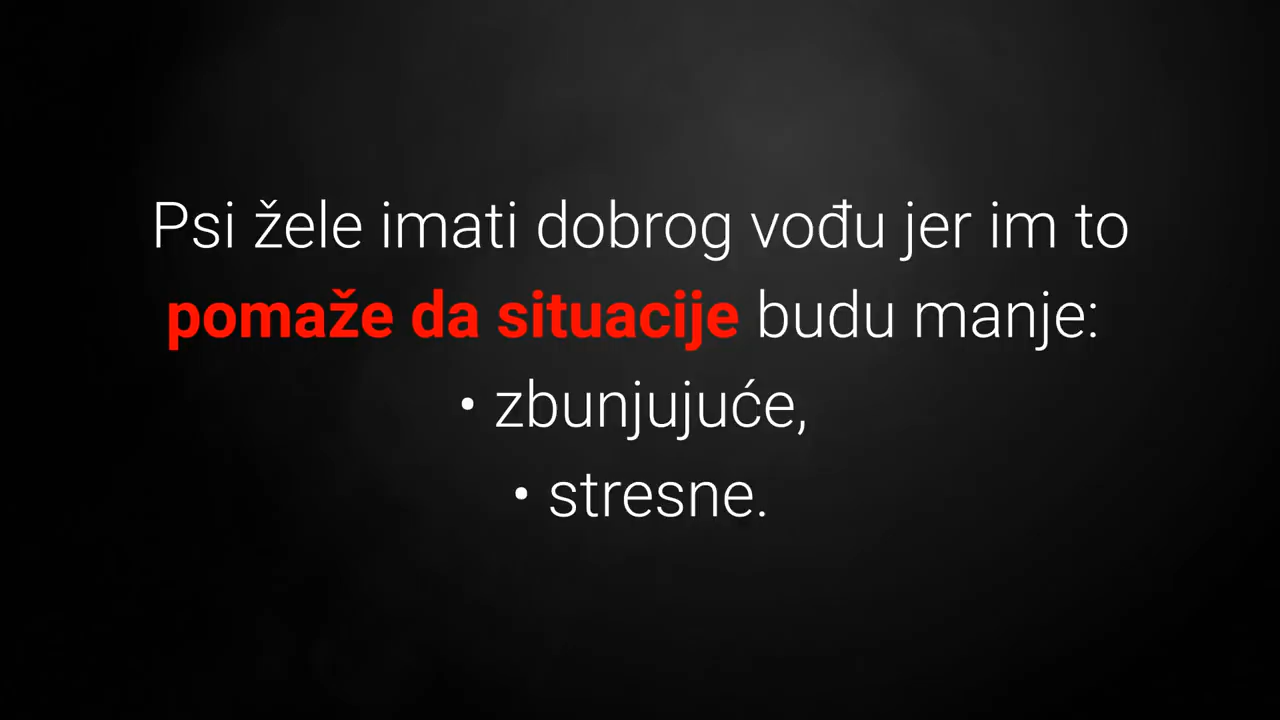 Psi žele imati dobrog vođu jer im to
pomaže da situacije budu manje:
• zbunjujuće,
• stresne.